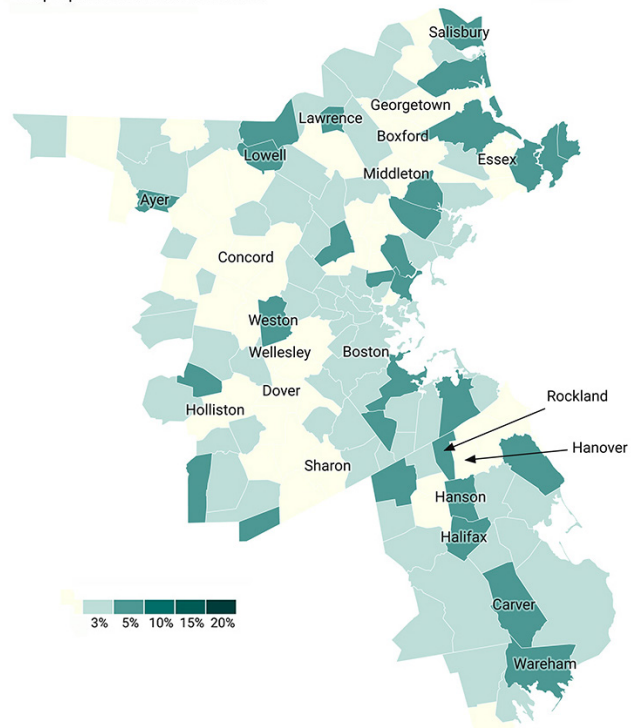 Salisbury
Georgetown
Lawrence
Boxford
Lowell
Essex
Middleton
Ayer
Concord
Weston
Wellesley
Boston
Dover
Rockland
Holliston
Hanover
Sharon
Hanson
Halifax
Carver
3% 5% 10% 15% 20%
Wareham